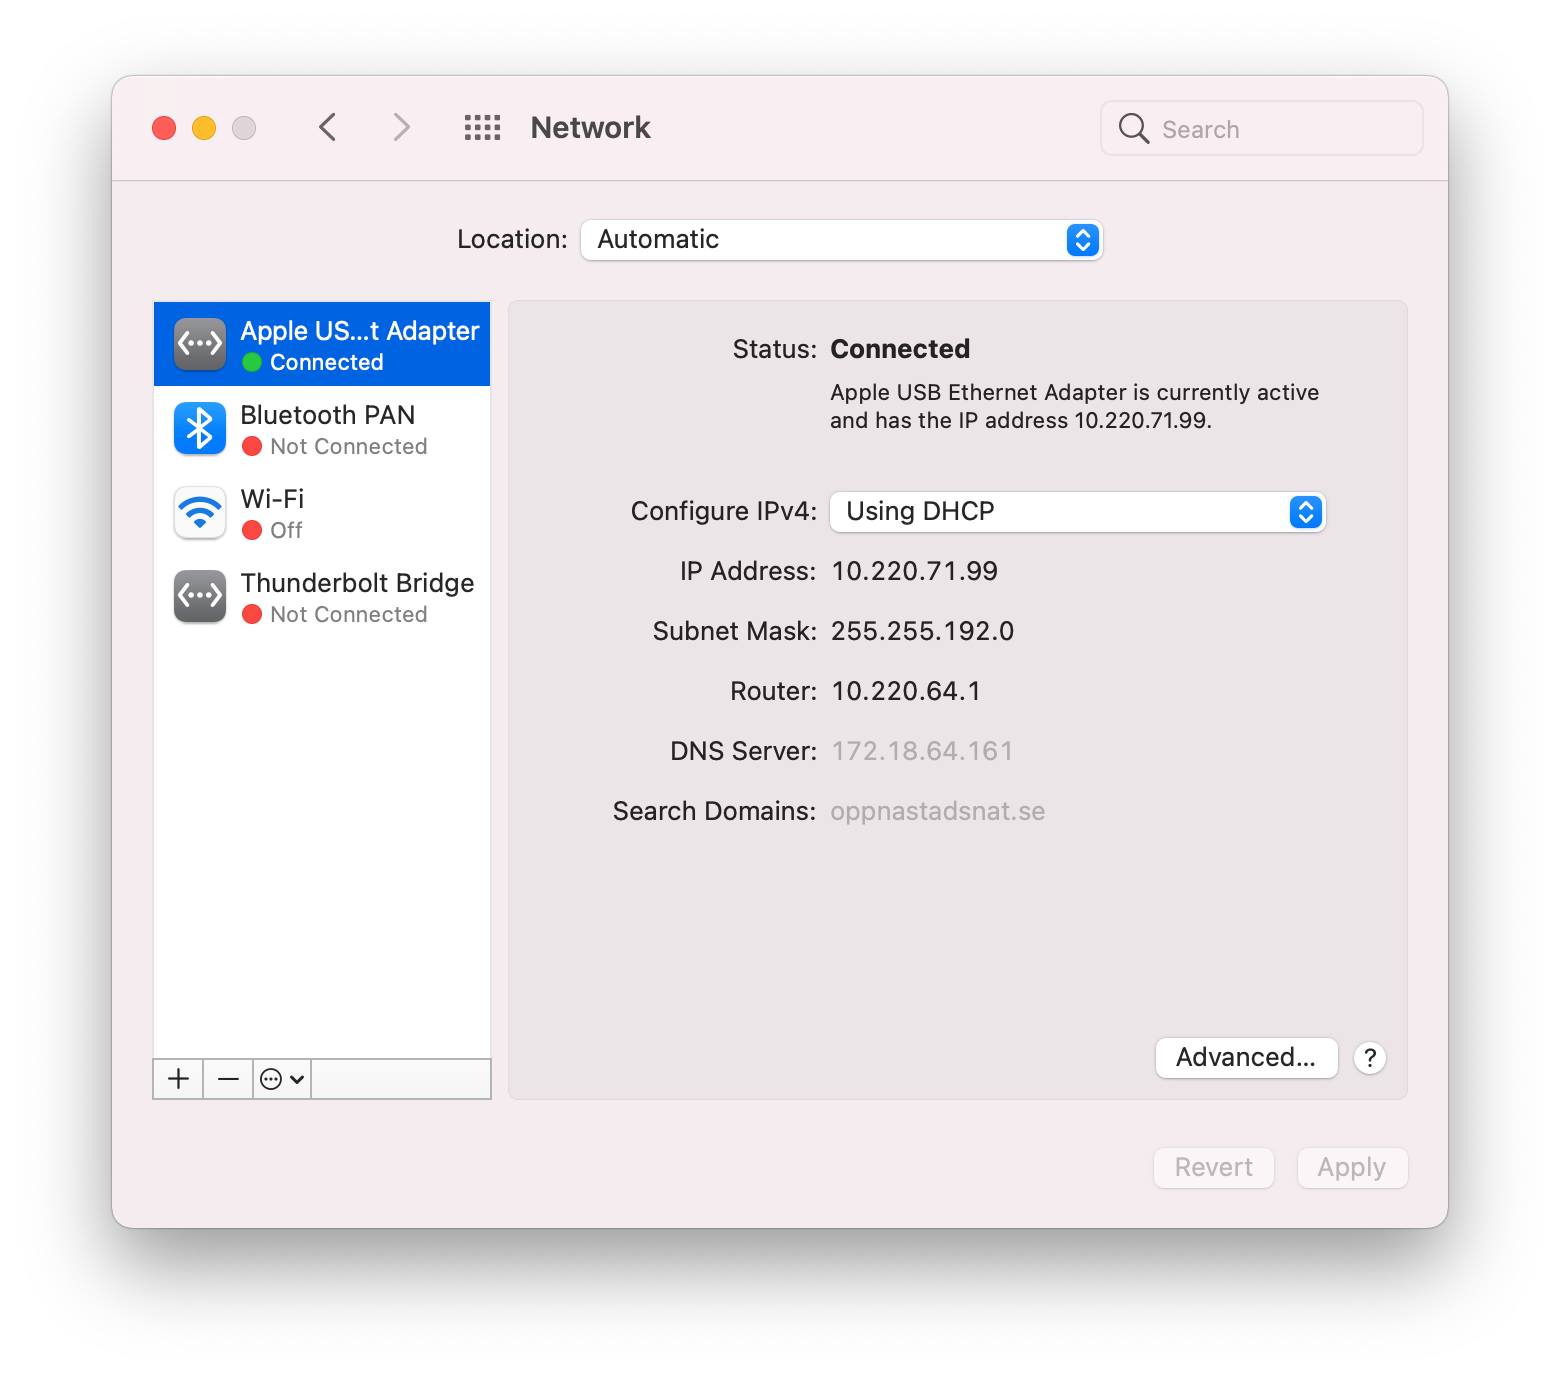 Network
Search
Location: Automatic
Apple US...t Adapter
Connected
Bluetooth PAN
Not Connected
Wi-Fi
Off
Thunderbolt Bridge
Not Connected
Status: Connected
Apple USB Ethernet Adapter is currently active
and has the IP address 10.220.71.99.
Configure IPv4: Using DHCP
IP Address: 10.220.71.99
Subnet Mask: 255.255.192.0
Router: 10.220.64.1
DNS Server: 172.18.64.161
Search Domains: oppnastadsnat.se
Advanced... ?
Revert Apply